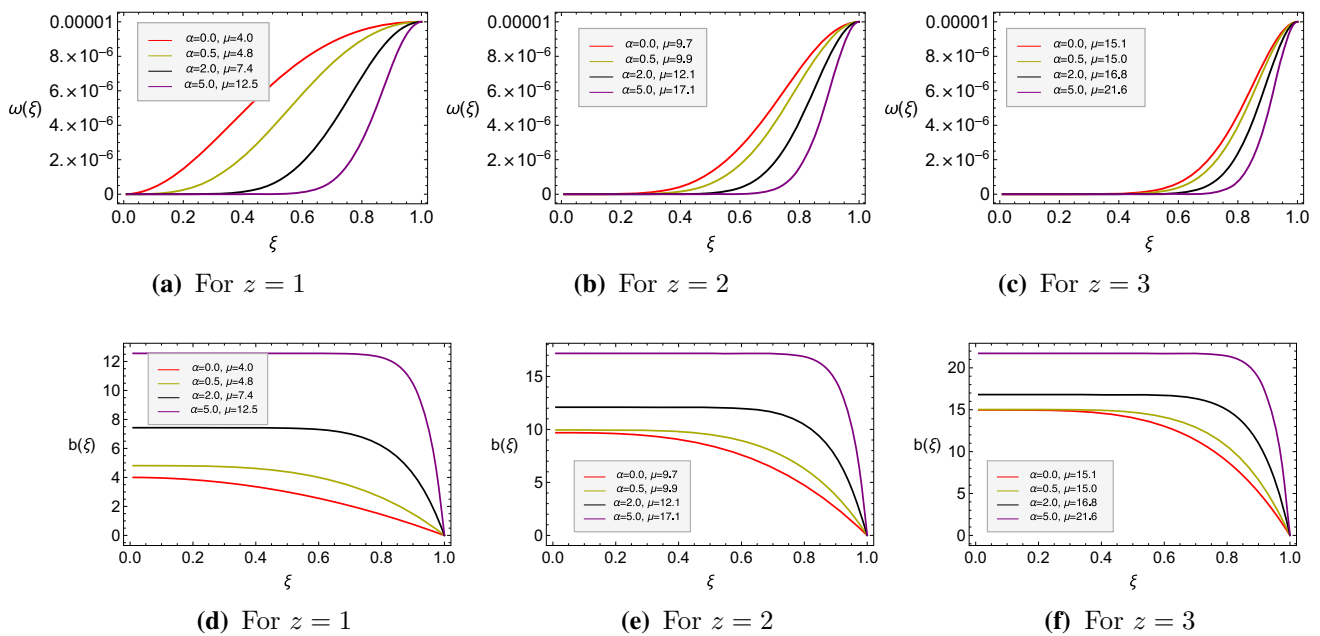 0.00001
8.×10⁻⁶
6.×10⁻⁶
ω(ξ)
4.×10⁻⁶
2.×10⁻⁶
0
α=0.0, μ=4.0
α=0.5, μ=4.8
α=2.0, μ=7.4
α=5.0, μ=12.5
0.0 0.2 0.4 0.6 0.8 1.0
ξ
(a) For z = 1
0.00001
8.×10⁻⁶
6.×10⁻⁶
ω(ξ)
4.×10⁻⁶
2.×10⁻⁶
0
α=0.0, μ=9.7
α=0.5, μ=9.9
α=2.0, μ=12.1
α=5.0, μ=17.1
0.0 0.2 0.4 0.6 0.8 1.0
ξ
(b) For z = 2
0.00001
8.×10⁻⁶
6.×10⁻⁶
ω(ξ)
4.×10⁻⁶
2.×10⁻⁶
0
α=0.0, μ=15.1
α=0.5, μ=15.0
α=2.0, μ=16.8
α=5.0, μ=21.6
0.0 0.2 0.4 0.6 0.8 1.0
ξ
(c) For z = 3
12
10
8
6
b(ξ)
4
2
0
α=0.0, μ=4.0
α=0.5, μ=4.8
α=2.0, μ=7.4
α=5.0, μ=12.5
0.0 0.2 0.4 0.6 0.8 1.0
ξ
(d) For z = 1
15
10
b(ξ)
5
0
α=0.0, μ=9.7
α=0.5, μ=9.9
α=2.0, μ=12.1
α=5.0, μ=17.1
0.0 0.2 0.4 0.6 0.8 1.0
ξ
(e) For z = 2
20
15
b(ξ)
10
5
0
α=0.0, μ=15.1
α=0.5, μ=15.0
α=2.0, μ=16.8
α=5.0, μ=21.6
0.0 0.2 0.4 0.6 0.8 1.0
ξ
(f) For z = 3